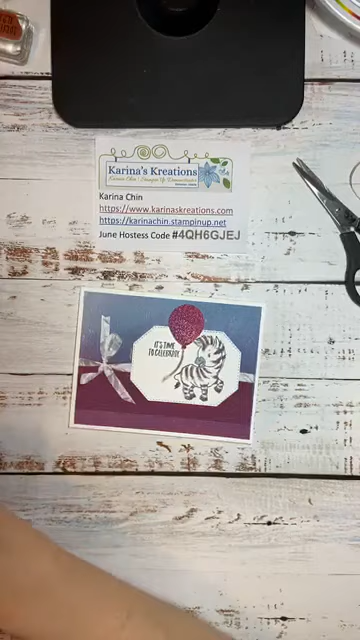 Karina's Kreations
Karina Chin
https://www.karinaskreations.com
https://karinachin.stampinup.net
June Hostess Code #4QH6GJEJ
IT'S TIME
TO CELEBRATE